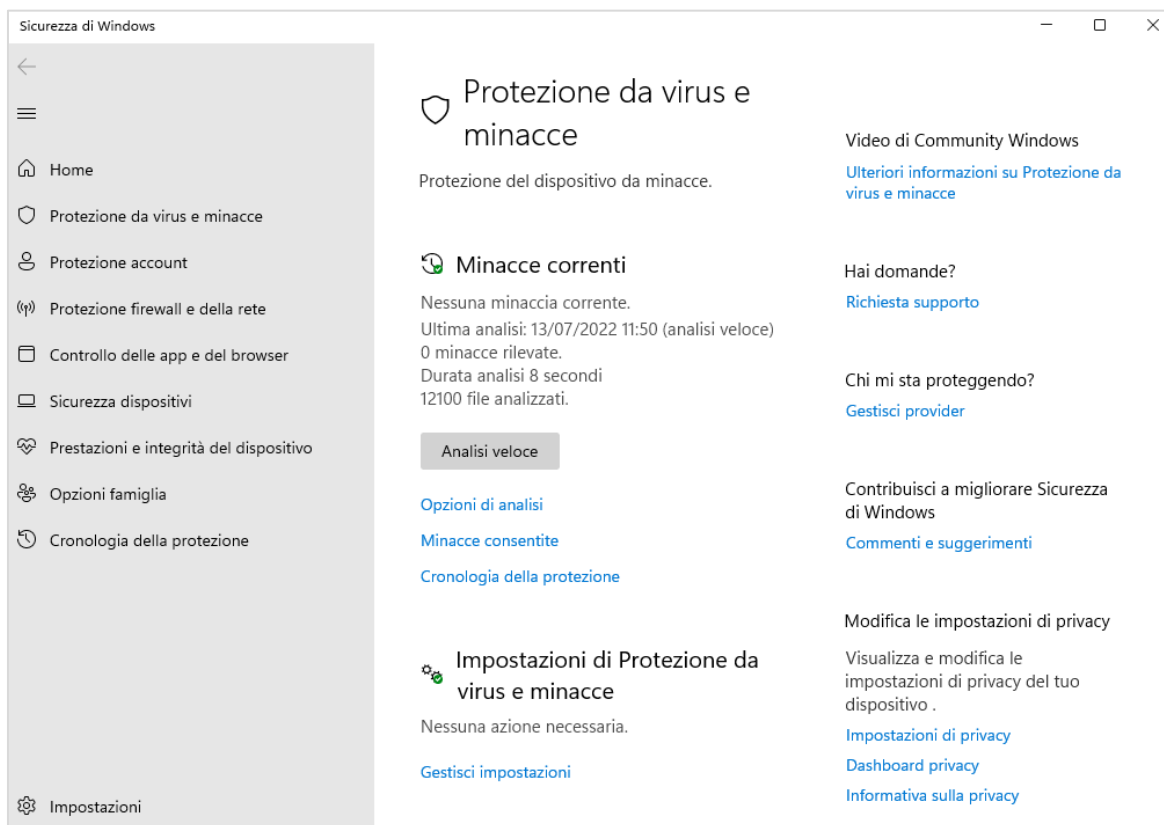 Sicurezza di Windows
Home
Protezione da virus e minacce
Protezione account
Protezione firewall e della rete
Controllo delle app e del browser
Sicurezza dispositivi
Prestazioni e integrità del dispositivo
Opzioni famiglia
Cronologia della protezione
Impostazioni
Protezione da virus e
minacce
Protezione del dispositivo da minacce.
Minacce correnti
Nessuna minaccia corrente.
Ultima analisi: 13/07/2022 11:50 (analisi veloce)
0 minacce rilevate.
Durata analisi 8 secondi
12100 file analizzati.
Analisi veloce
Opzioni di analisi
Minacce consentite
Cronologia della protezione
Impostazioni di Protezione da
virus e minacce
Nessuna azione necessaria.
Gestisci impostazioni
Video di Community Windows
Ulteriori informazioni su Protezione da
virus e minacce
Hai domande?
Richiesta supporto
Chi mi sta proteggendo?
Gestisci provider
Contribuisci a migliorare Sicurezza
di Windows
Commenti e suggerimenti
Modifica le impostazioni di privacy
Visualizza e modifica le
impostazioni di privacy del tuo
dispositivo .
Impostazioni di privacy
Dashboard privacy
Informativa sulla privacy